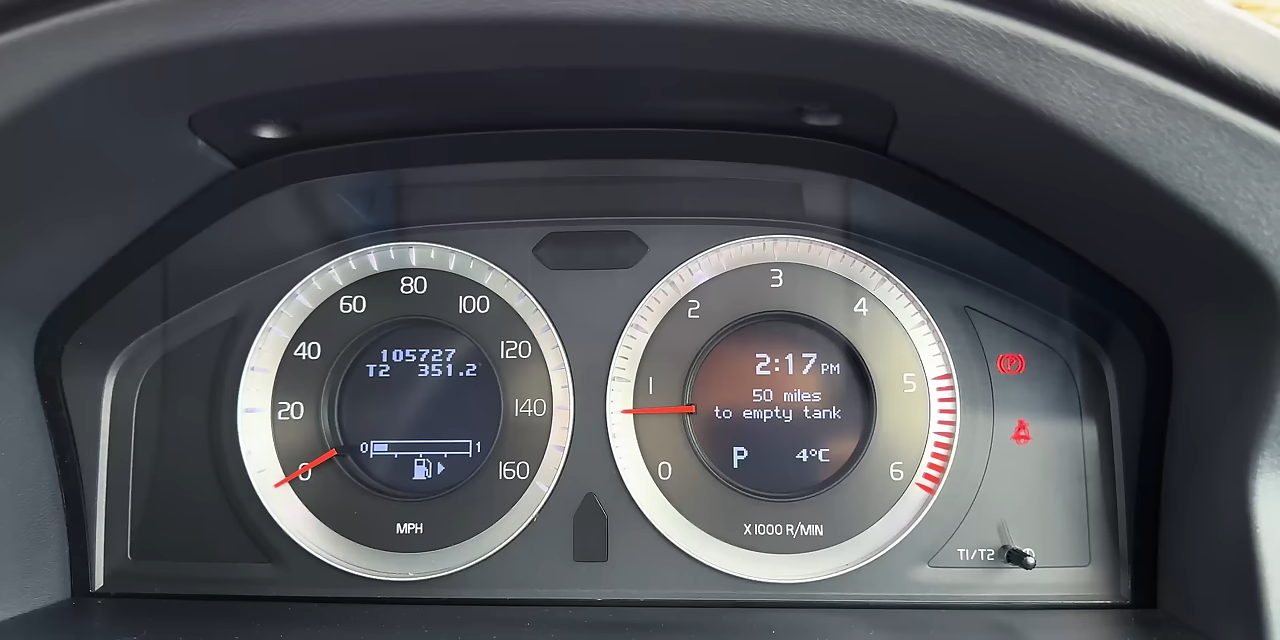 0
20
40
60
80
100
120
140
160
105727
T2 351.2
0 1
MPH
0
1
2
3
4
5
6
2:17 PM
50 miles
to empty tank
P 4°C
X1000 R/MIN
(P)
T1/T2